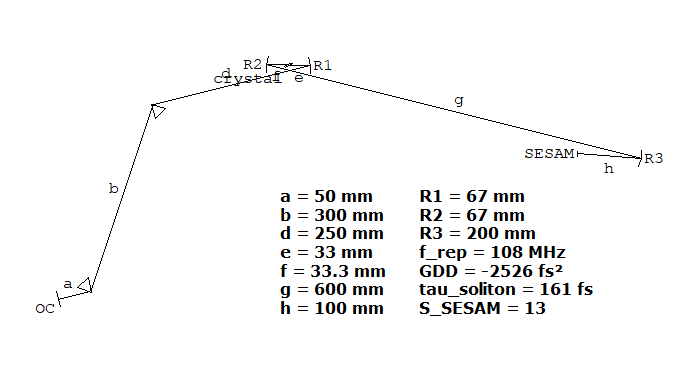 R2
R1
d
crystal
f
e
g
SESAM
R3
h
b
a
OC
a = 50 mm
b = 300 mm
d = 250 mm
e = 33 mm
f = 33.3 mm
g = 600 mm
h = 100 mm
R1 = 67 mm
R2 = 67 mm
R3 = 200 mm
f_rep = 108 MHz
GDD = -2526 fs²
tau_soliton = 161 fs
S_SESAM = 13